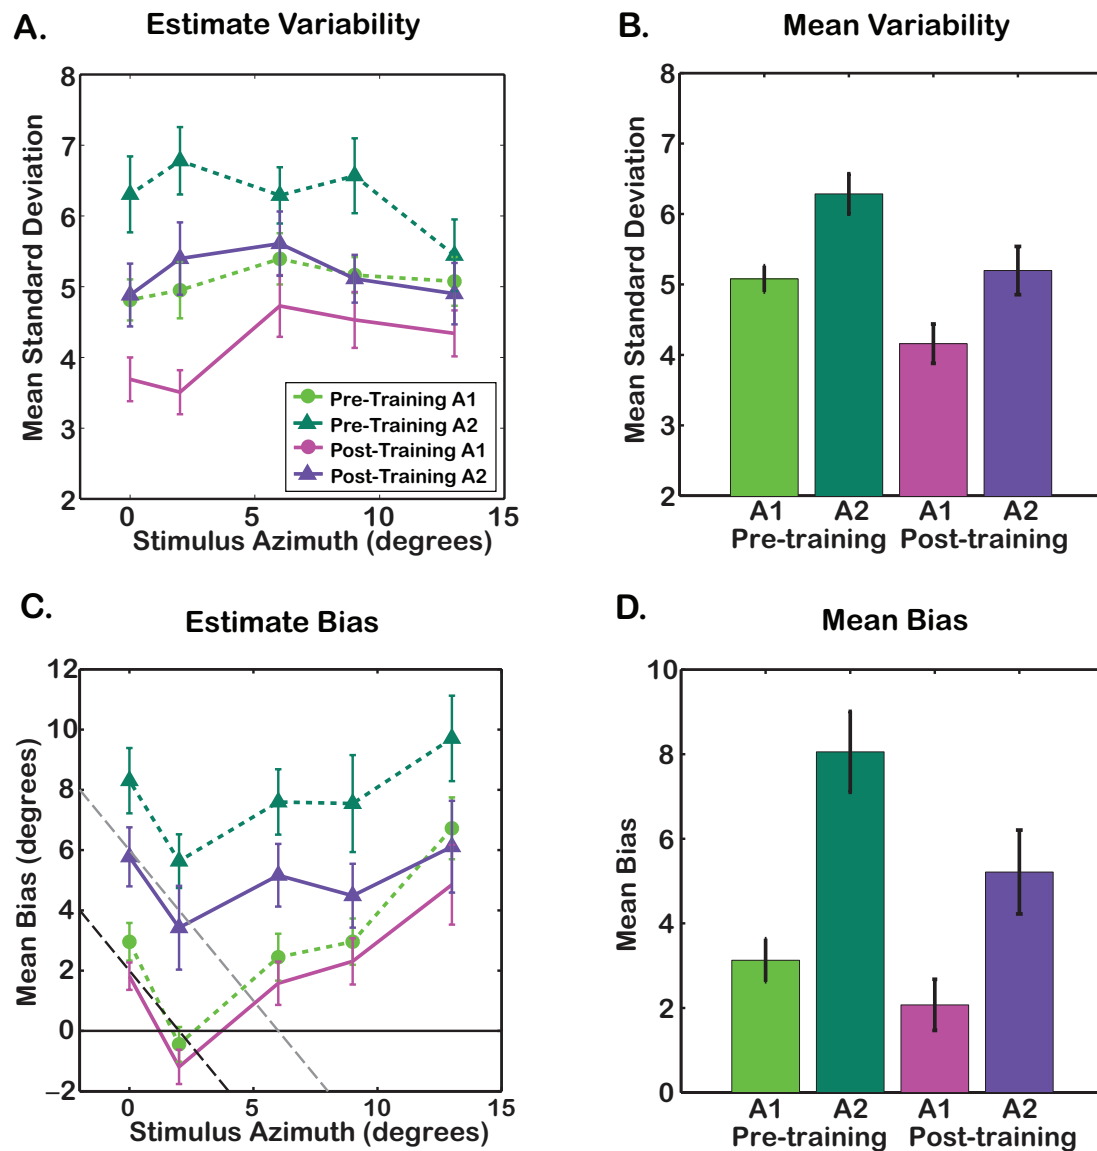 A.
Estimate Variability
8
7
6
5
4
3
2
Mean Standard Deviation
Pre-Training A1
Pre-Training A2
Post-Training A1
Post-Training A2
0 5 10 15
Stimulus Azimuth (degrees)
B.
Mean Variability
8
7
6
5
4
3
2
Mean Standard Deviation
A1 A2 A1 A2
Pre-training Post-training
C.
Estimate Bias
12
10
8
6
4
2
0
−2
Mean Bias (degrees)
0 5 10 15
Stimulus Azimuth (degrees)
D.
Mean Bias
10
8
6
4
2
0
Mean Bias
A1 A2 A1 A2
Pre-training Post-training